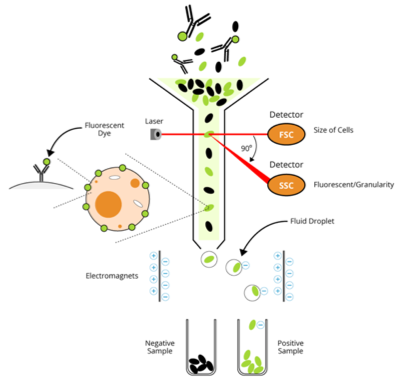 Detector
Laser
FSC
Size of Cells
Fluorescent
Dye
90°
Detector
SSC
Fluorescent/Granularity
Fluid Droplet
Electromagnets
+ − + −
+ − + −
+ − + −
+ − + −
Negative
Sample
Positive
Sample